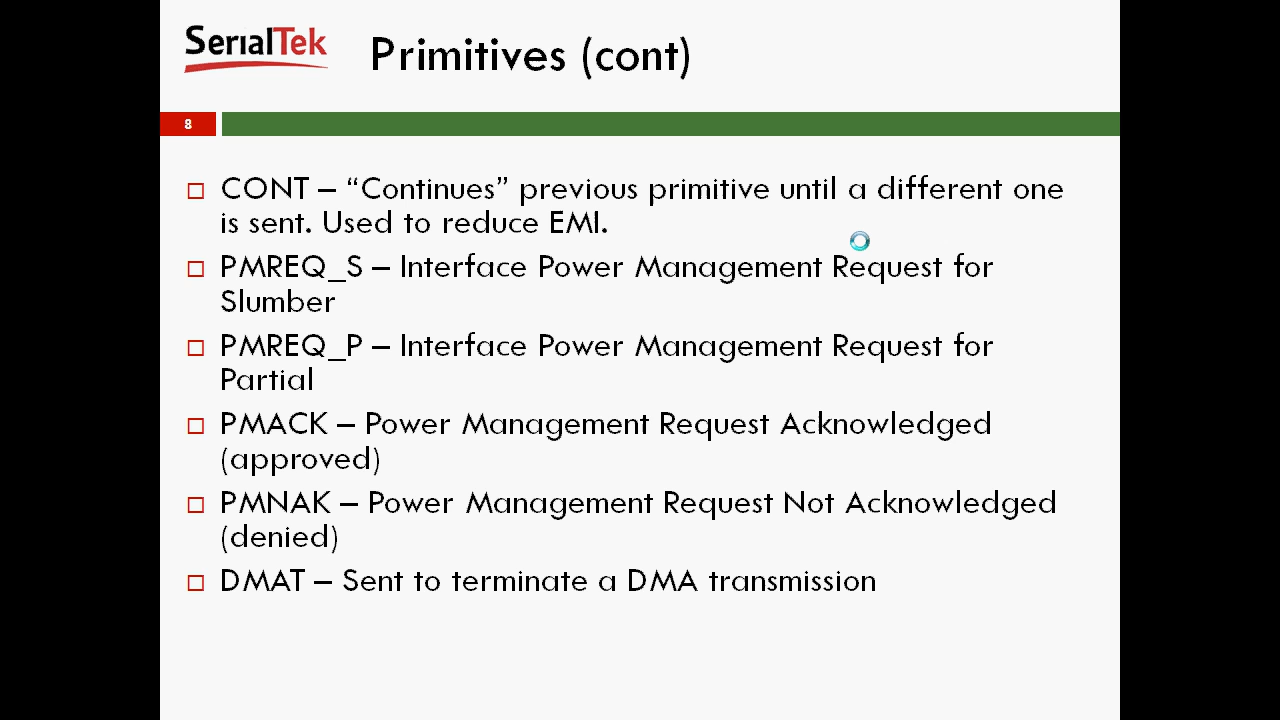 SerialTek
Primitives (cont)
8
CONT – “Continues” previous primitive until a different one
is sent. Used to reduce EMI.
PMREQ_S – Interface Power Management Request for
Slumber
PMREQ_P – Interface Power Management Request for
Partial
PMACK – Power Management Request Acknowledged
(approved)
PMNAK – Power Management Request Not Acknowledged
(denied)
DMAT – Sent to terminate a DMA transmission